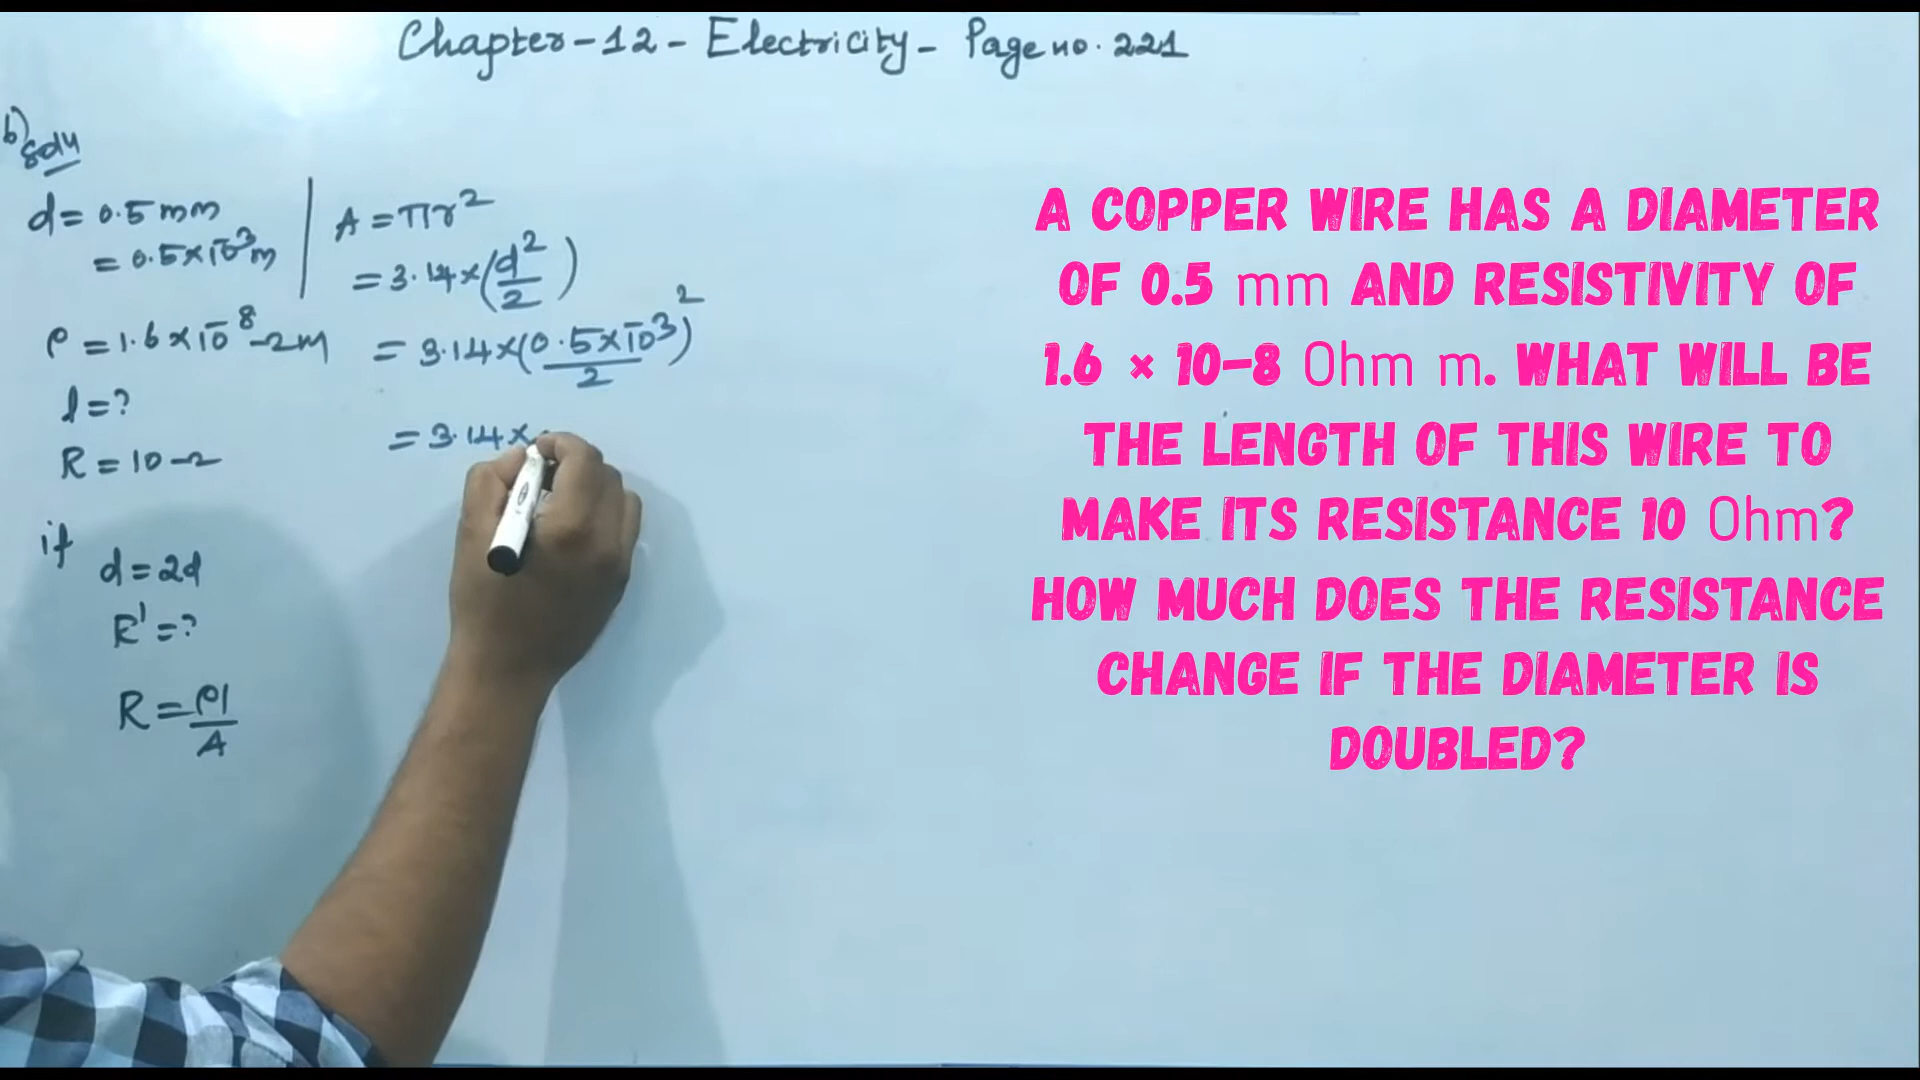 Chapter-12-Electricity-Page no.221
b)
Soln
d = 0.5 mm
= 0.5×10⁻³m
ρ = 1.6×10⁻⁸Ωm
l = ?
R = 10Ω
if
d = 2d
R' = ?
R = ρl/A
A = πr²
= 3.14×(d²/2)
= 3.14×(0.5×10⁻³/2)²
= 3.14×
A COPPER WIRE HAS A DIAMETER
OF 0.5 mm AND RESISTIVITY OF
1.6 × 10–8 Ohm m. WHAT WILL BE
THE LENGTH OF THIS WIRE TO
MAKE ITS RESISTANCE 10 Ohm?
HOW MUCH DOES THE RESISTANCE
CHANGE IF THE DIAMETER IS
DOUBLED?